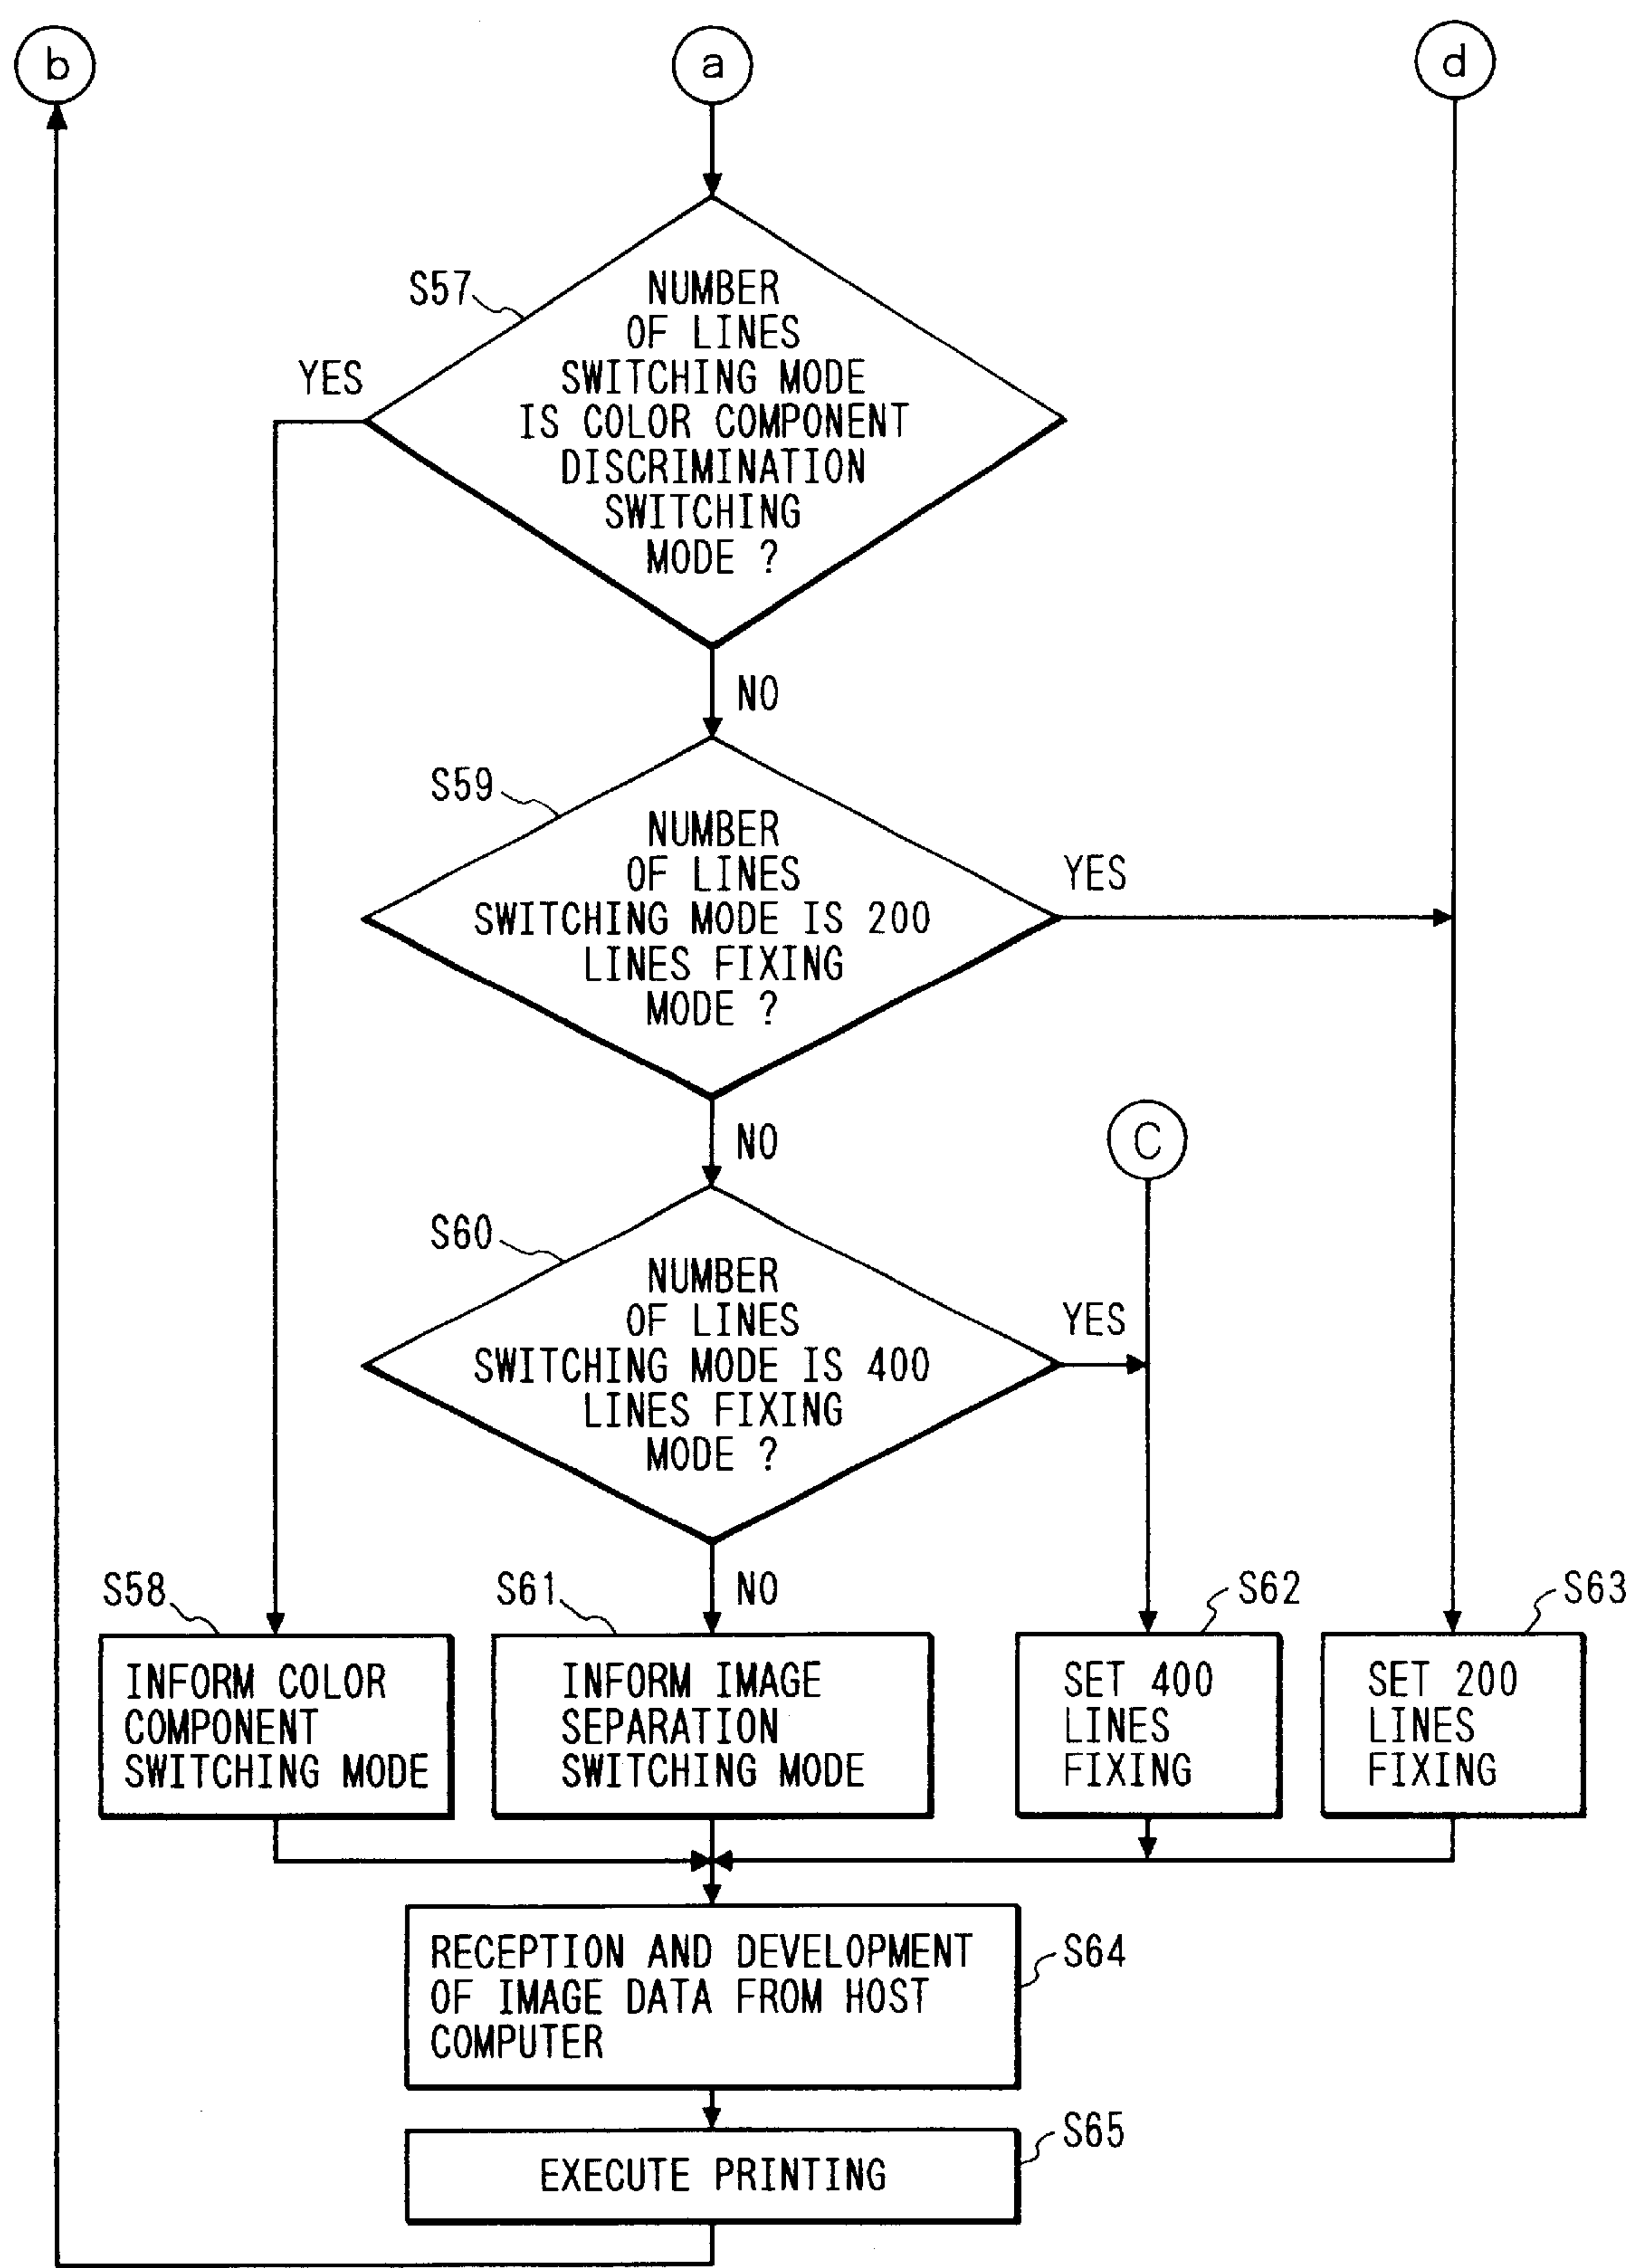 b
a
d
S57
NUMBER
OF LINES
SWITCHING MODE
IS COLOR COMPONENT
DISCRIMINATION
SWITCHING
MODE ?
YES
NO
S59
NUMBER
OF LINES
SWITCHING MODE IS 200
LINES FIXING
MODE ?
YES
NO
C
S60
NUMBER
OF LINES
SWITCHING MODE IS 400
LINES FIXING
MODE ?
YES
NO
S58
INFORM COLOR
COMPONENT
SWITCHING MODE
S61
INFORM IMAGE
SEPARATION
SWITCHING MODE
S62
SET 400
LINES
FIXING
S63
SET 200
LINES
FIXING
RECEPTION AND DEVELOPMENT
OF IMAGE DATA FROM HOST
COMPUTER
S64
EXECUTE PRINTING
S65